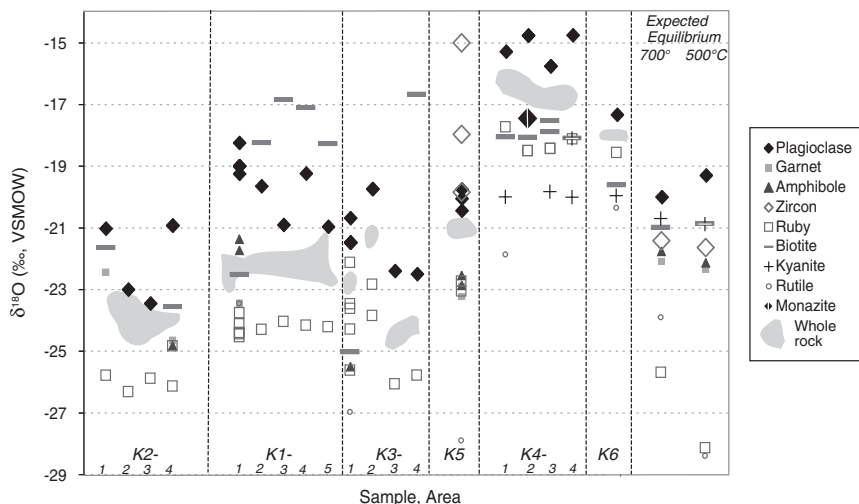 Expected
Equilibrium
700° 500°C
-15
-17
-19
-21
-23
-25
-27
-29
δ¹⁸O (‰, VSMOW)
K2- K1- K3- K5 K4- K6
1 2 3 4 1 2 3 4 5 1 2 3 4 1 2 3 4
Sample, Area
Plagioclase
Garnet
Amphibole
Zircon
Ruby
Biotite
Kyanite
Rutile
Monazite
Whole
rock